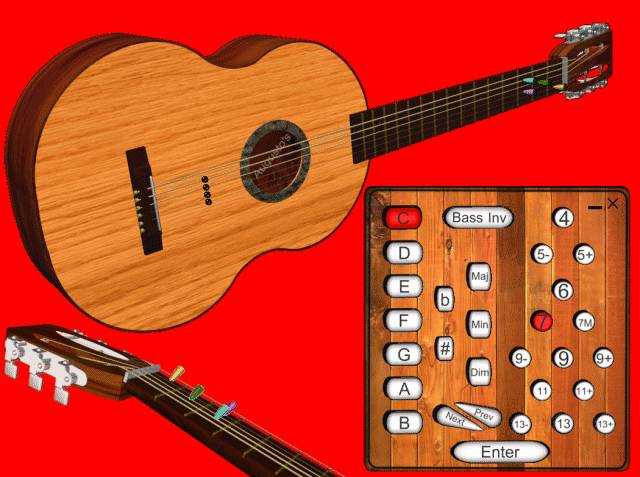 Augusto's
C
Bass Inv
4
D
5-
5+
E
Maj
b
6
F
Min
7
7M
G
#
9-
9
9+
Dim
A
11
11+
Next
Prev
B
13-
13
13+
Enter